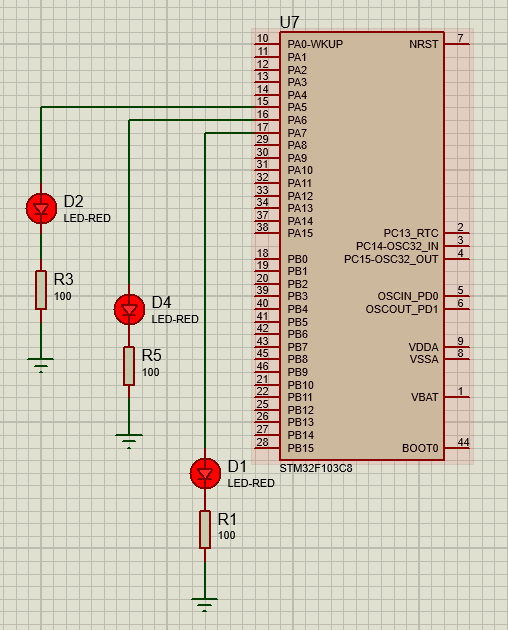 U7
10 PA0-WKUP NRST 7
11 PA1
12 PA2
13 PA3
14 PA4
15 PA5
16 PA6
17 PA7
29 PA8
30 PA9
31 PA10
32 PA11
33 PA12
34 PA13
37 PA14
38 PA15 PC13_RTC 2
PC14-OSC32_IN 3
18 PB0 PC15-OSC32_OUT 4
19 PB1
20 PB2
39 PB3 OSCIN_PD0 5
40 PB4 OSCOUT_PD1 6
41 PB5
42 PB6
43 PB7 VDDA 9
45 PB8 VSSA 8
46 PB9
21 PB10
22 PB11 VBAT 1
25 PB12
26 PB13
27 PB14
28 PB15 BOOT0 44
STM32F103C8
D2
LED-RED
R3
100
D4
LED-RED
R5
100
D1
LED-RED
R1
100